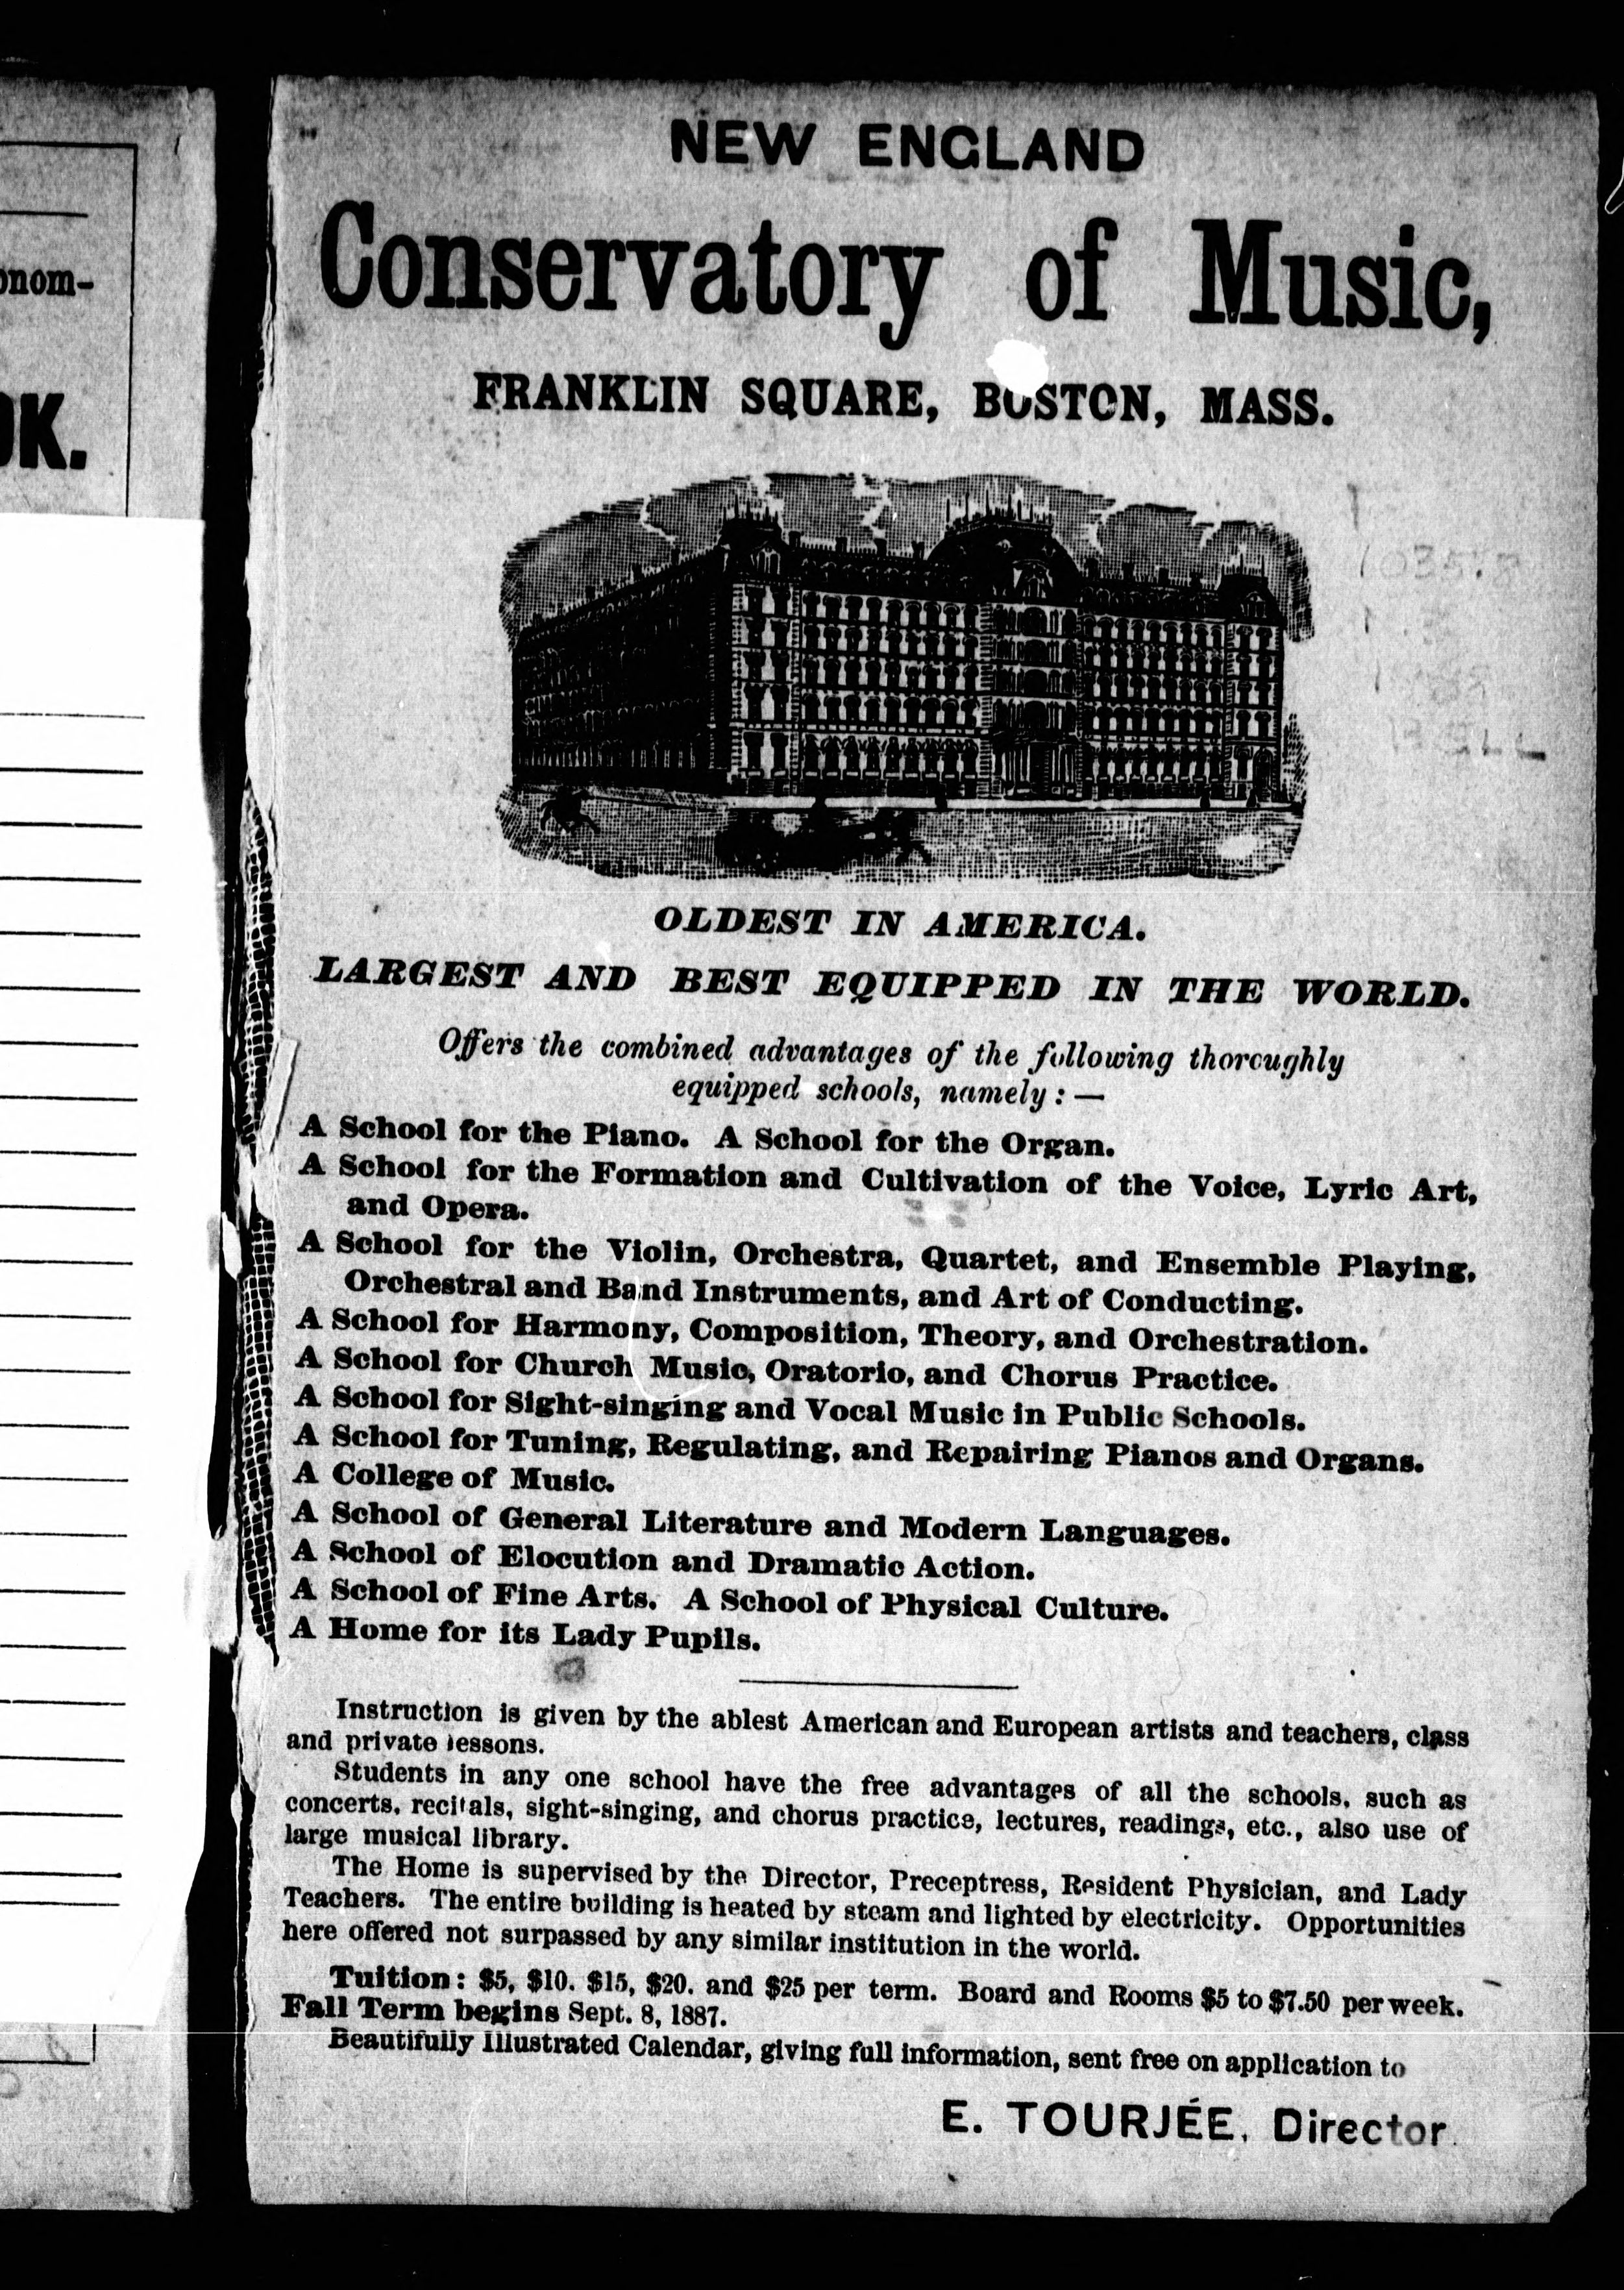 onom-
OK.
NEW ENGLAND
Conservatory of Music,
FRANKLIN SQUARE, BOSTON, MASS.
1035.8
OLDEST IN AMERICA.
LARGEST AND BEST EQUIPPED IN THE WORLD.
Offers the combined advantages of the following thoroughly
equipped schools, namely : —
A School for the Piano. A School for the Organ.
A School for the Formation and Cultivation of the Voice, Lyric Art,
and Opera.
A School for the Violin, Orchestra, Quartet, and Ensemble Playing,
Orchestral and Band Instruments, and Art of Conducting.
A School for Harmony, Composition, Theory, and Orchestration.
A School for Church Music, Oratorio, and Chorus Practice.
A School for Sight-singing and Vocal Music in Public Schools.
A School for Tuning, Regulating, and Repairing Pianos and Organs.
A College of Music.
A School of General Literature and Modern Languages.
A School of Elocution and Dramatic Action.
A School of Fine Arts. A School of Physical Culture.
A Home for its Lady Pupils.
Instruction is given by the ablest American and European artists and teachers, class
and private lessons.
Students in any one school have the free advantages of all the schools, such as
concerts, recitals, sight-singing, and chorus practice, lectures, readings, etc., also use of
large musical library.
The Home is supervised by the Director, Preceptress, Resident Physician, and Lady
Teachers. The entire building is heated by steam and lighted by electricity. Opportunities
here offered not surpassed by any similar institution in the world.
Tuition: $5, $10. $15, $20. and $25 per term. Board and Rooms $5 to $7.50 per week.
Fall Term begins Sept. 8, 1887.
Beautifully Illustrated Calendar, giving full information, sent free on application to
E. TOURJÉE, Director.